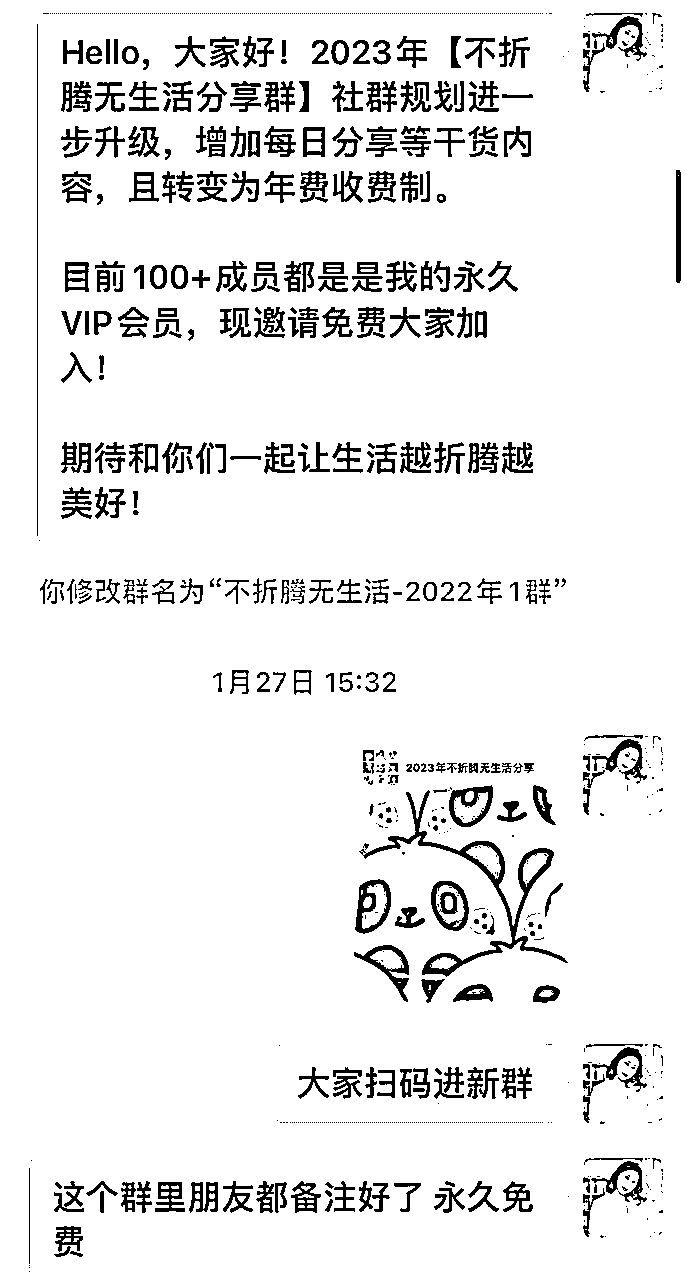 Hello，大家好！2023年【不折
腾无生活分享群】社群规划进一
步升级，增加每日分享等干货内
容，且转变为年费收费制。
目前100+成员都是是我的永久
VIP会员，现邀请免费大家加
入！
期待和你们一起让生活越折腾越
美好！
你修改群名为“不折腾无生活-2022年1群”
1月27日 15:32
2023年不折腾无生活分享
大家扫码进新群
这个群里朋友都备注好了 永久免
费